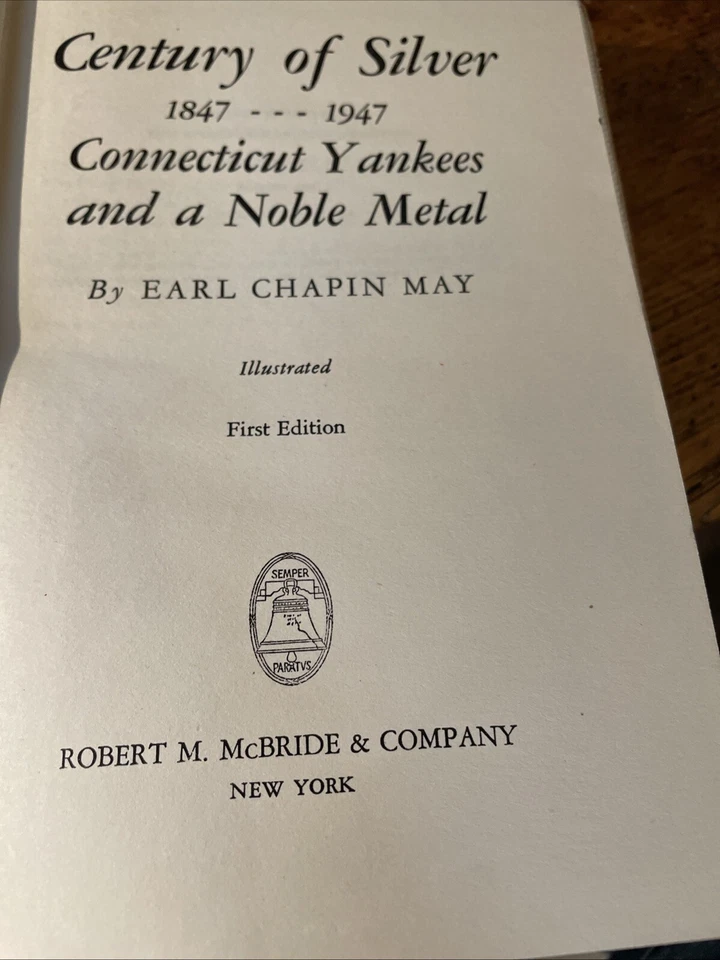 Century of Silver
1847 - - - 1947
Connecticut Yankees
and a Noble Metal
By EARL CHAPIN MAY
Illustrated
First Edition
SEMPER
PARATVS
ROBERT M. McBRIDE & COMPANY
NEW YORK